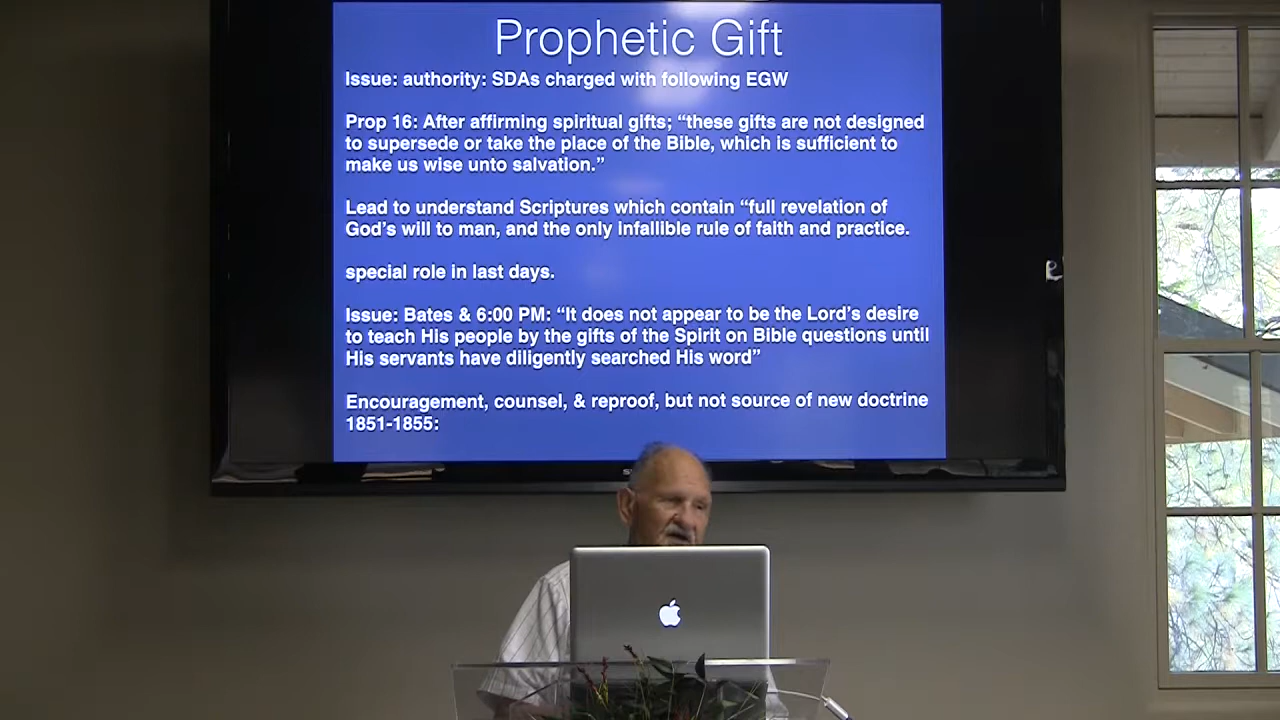 Prophetic Gift
Issue: authority: SDAs charged with following EGW
Prop 16: After affirming spiritual gifts; “these gifts are not designed
to supersede or take the place of the Bible, which is sufficient to
make us wise unto salvation.”
Lead to understand Scriptures which contain “full revelation of
God’s will to man, and the only infallible rule of faith and practice.
special role in last days.
Issue: Bates & 6:00 PM: “It does not appear to be the Lord’s desire
to teach His people by the gifts of the Spirit on Bible questions until
His servants have diligently searched His word”
Encouragement, counsel, & reproof, but not source of new doctrine
1851-1855: